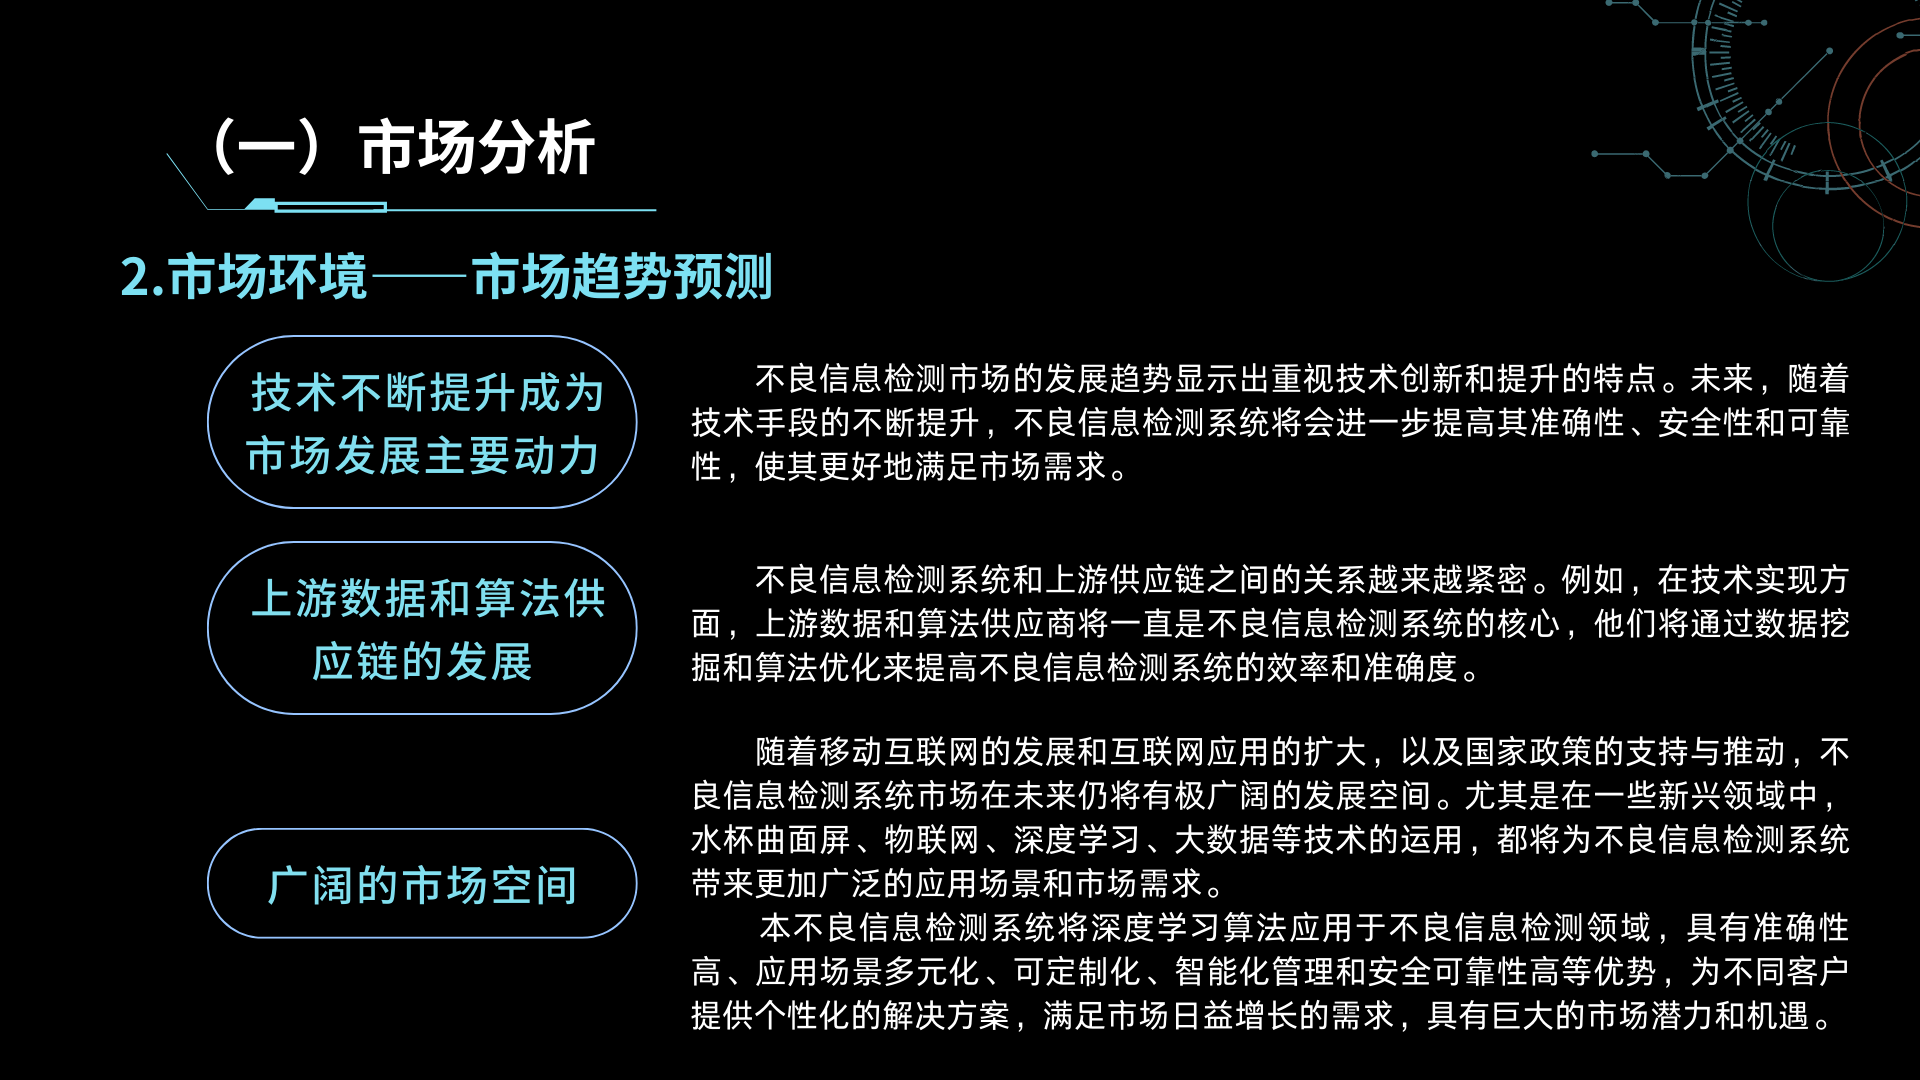 （一）市场分析
2.市场环境——市场趋势预测
技术不断提升成为
市场发展主要动力
不良信息检测市场的发展趋势显示出重视技术创新和提升的特点。未来，随着
技术手段的不断提升，不良信息检测系统将会进一步提高其准确性、安全性和可靠
性，使其更好地满足市场需求。
上游数据和算法供
应链的发展
不良信息检测系统和上游供应链之间的关系越来越紧密。例如，在技术实现方
面，上游数据和算法供应商将一直是不良信息检测系统的核心，他们将通过数据挖
掘和算法优化来提高不良信息检测系统的效率和准确度。
广阔的市场空间
随着移动互联网的发展和互联网应用的扩大，以及国家政策的支持与推动，不
良信息检测系统市场在未来仍将有极广阔的发展空间。尤其是在一些新兴领域中，
水杯曲面屏、物联网、深度学习、大数据等技术的运用，都将为不良信息检测系统
带来更加广泛的应用场景和市场需求。
本不良信息检测系统将深度学习算法应用于不良信息检测领域，具有准确性
高、应用场景多元化、可定制化、智能化管理和安全可靠性高等优势，为不同客户
提供个性化的解决方案，满足市场日益增长的需求，具有巨大的市场潜力和机遇。